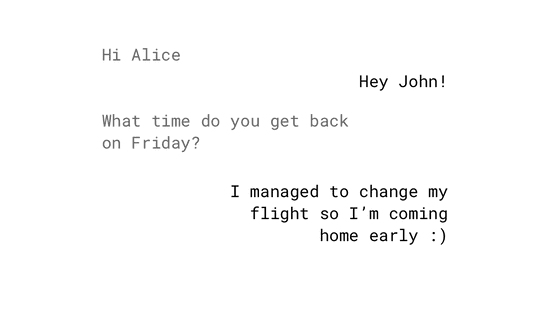 Hi Alice
Hey John!
What time do you get back
on Friday?
I managed to change my
flight so I’m coming
home early :)